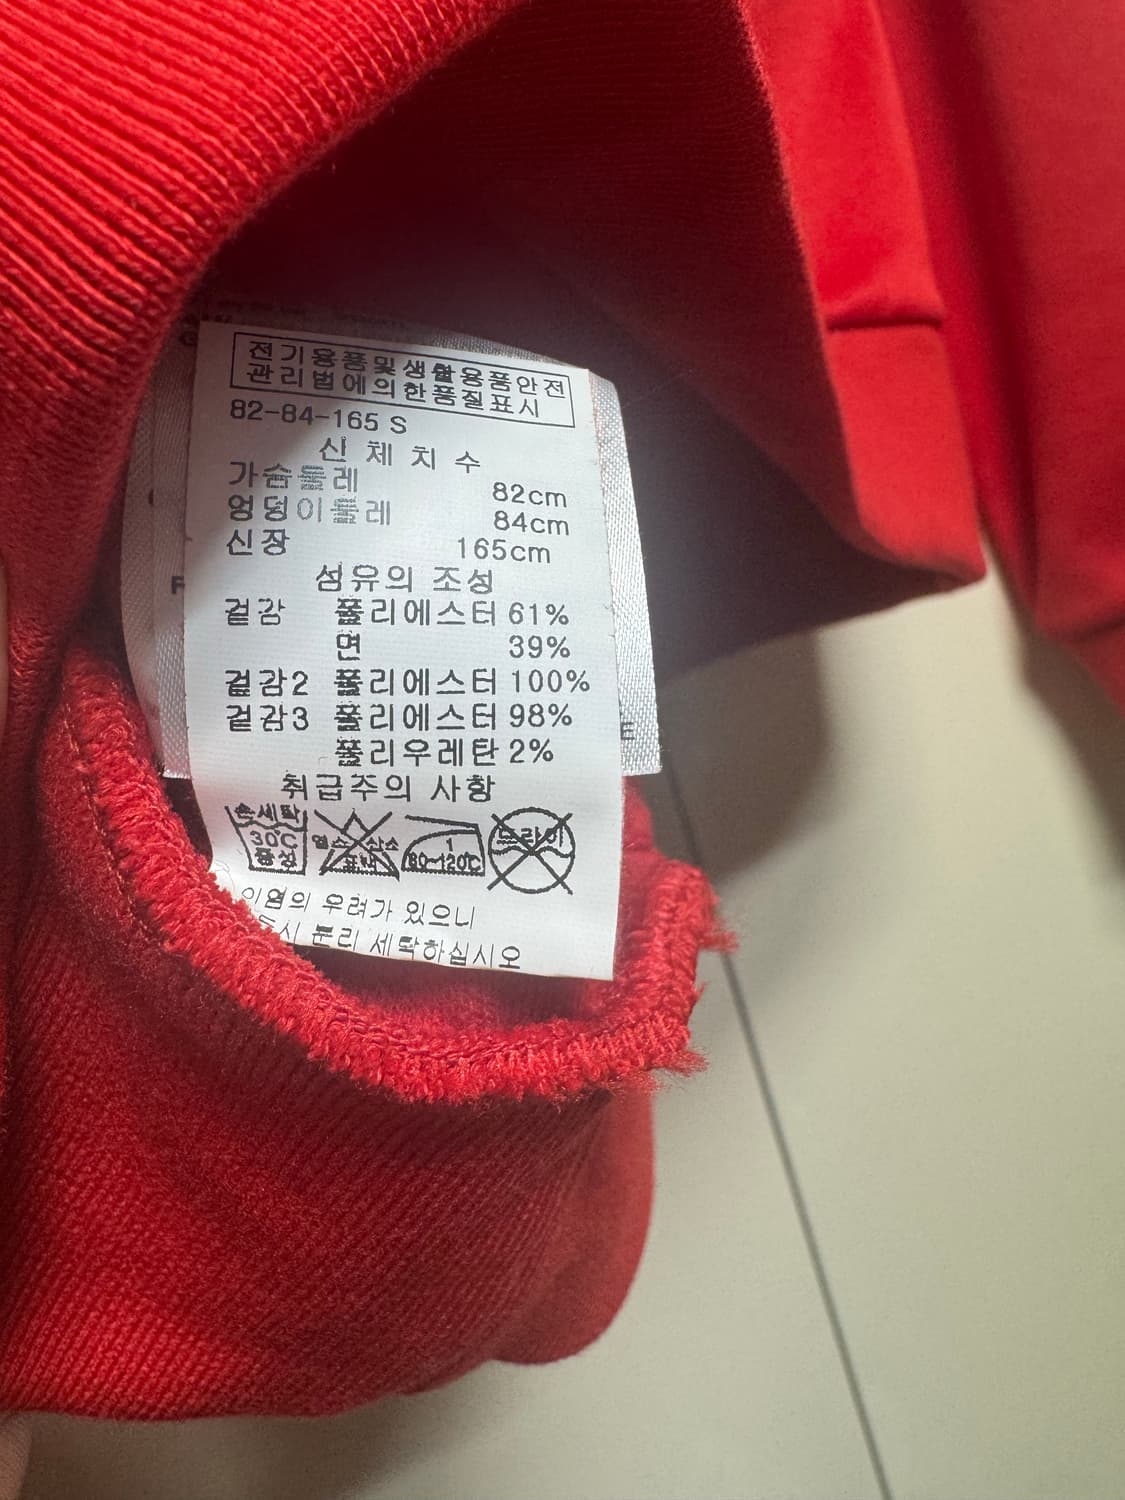 전기용품및생활용품안전
관리법에의한품질표시
82-84-165 S
신 체 치 수
가슴둘레 82cm
엉덩이둘레 84cm
신장 165cm
섬유의 조성
겉감 폴리에스터 61%
면 39%
겉감2 폴리에스터 100%
겉감3 폴리에스터 98%
폴리우레탄 2%
취급주의 사항
손세탁
30℃
중성
염소 산소
표백
1
80~120℃
드라이
이염의 우려가 있으니
시 분리 세탁하십시오
E